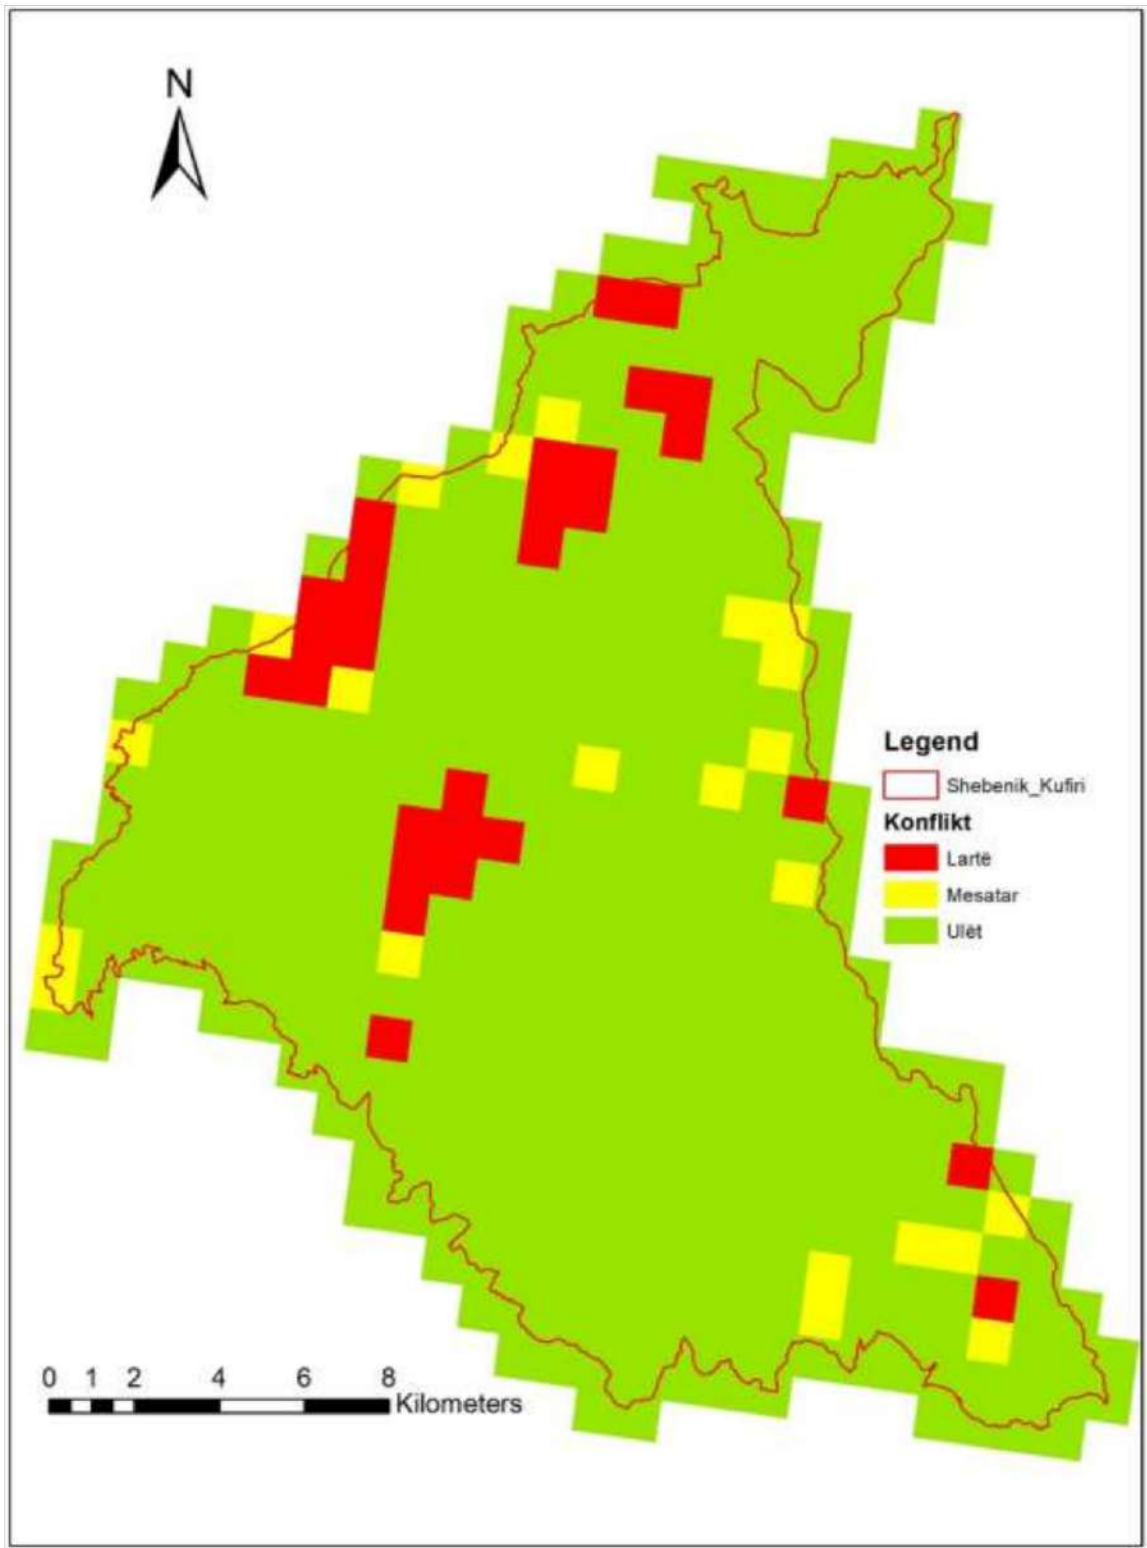 N
Legend
Shebenik_Kufiri
Konflikt
Lartë
Mesatar
Ulët
0 1 2 4 6 8
Kilometers